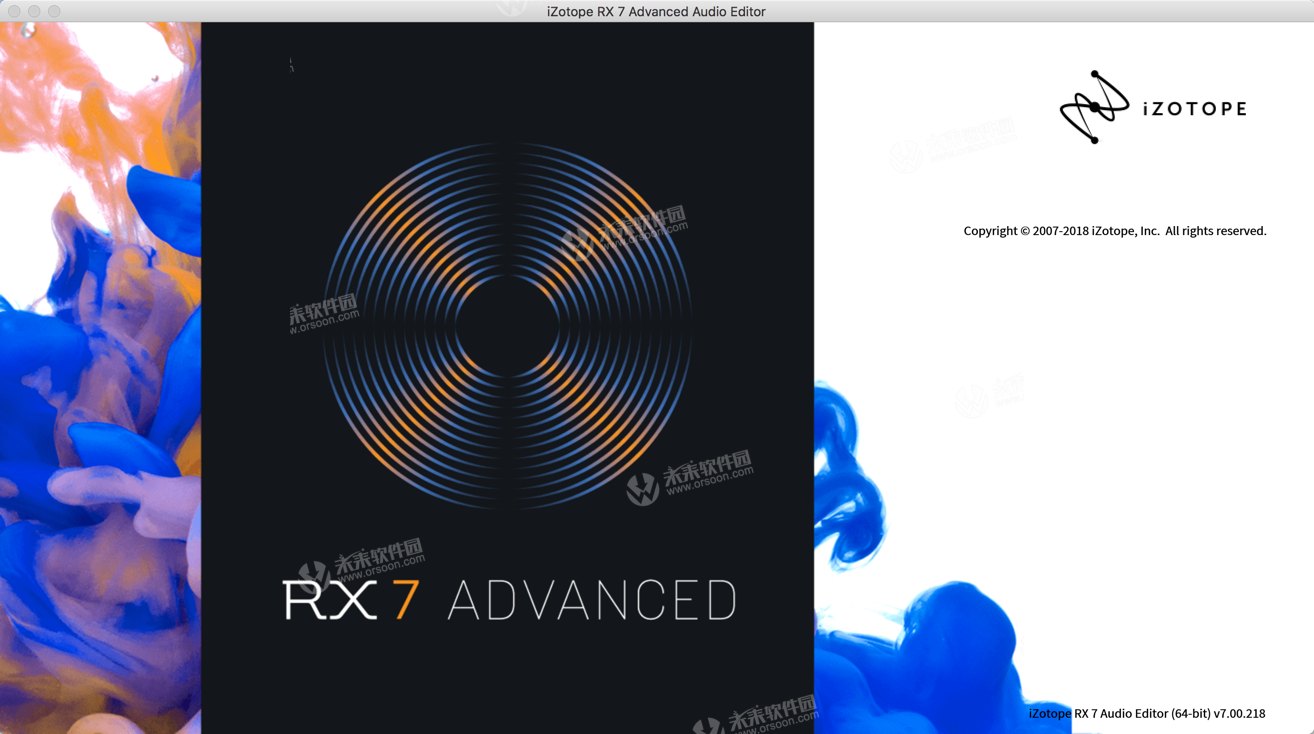 iZotope RX 7 Advanced Audio Editor
iZOTOPE
未来软件园
www.orsoon.com
Copyright © 2007-2018 iZotope, Inc.  All rights reserved.
未来软件园
w.orsoon.com
未来软件园
www.orsoon.com
未来软件园
www.orsoon.com
RX 7 ADVANCED
未来软件园
www.orsoon.com
iZotope RX 7 Audio Editor (64-bit) v7.00.218